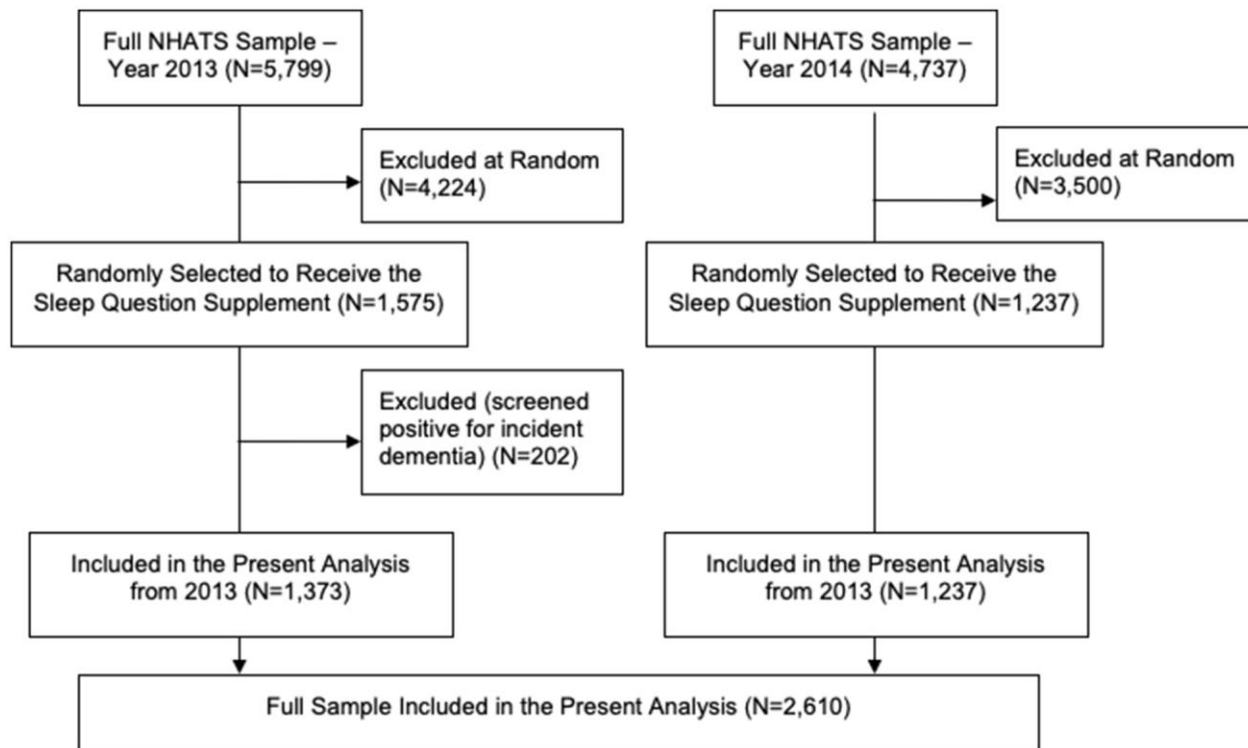 Full NHATS Sample –
Year 2013 (N=5,799)
Excluded at Random
(N=4,224)
Randomly Selected to Receive the
Sleep Question Supplement (N=1,575)
Excluded (screened
positive for incident
dementia) (N=202)
Included in the Present Analysis
from 2013 (N=1,373)
Full NHATS Sample –
Year 2014 (N=4,737)
Excluded at Random
(N=3,500)
Randomly Selected to Receive the
Sleep Question Supplement (N=1,237)
Included in the Present Analysis
from 2013 (N=1,237)
Full Sample Included in the Present Analysis (N=2,610)